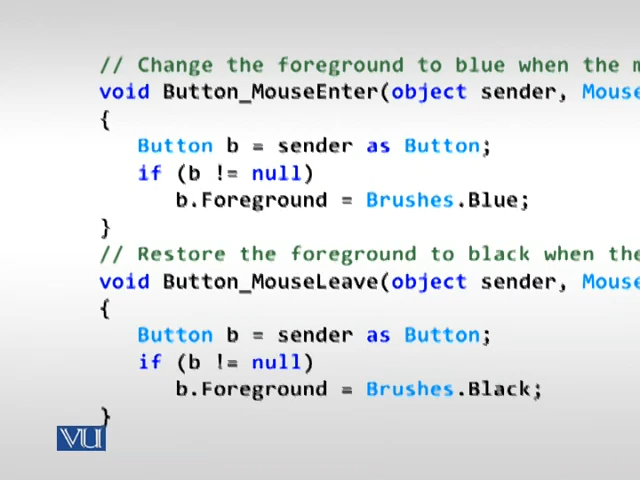 // Change the foreground to blue when the m
void Button_MouseEnter(object sender, Mouse
{
Button b = sender as Button;
if (b != null)
b.Foreground = Brushes.Blue;
}
// Restore the foreground to black when the
void Button_MouseLeave(object sender, Mouse
{
Button b = sender as Button;
if (b != null)
b.Foreground = Brushes.Black;
}
VU